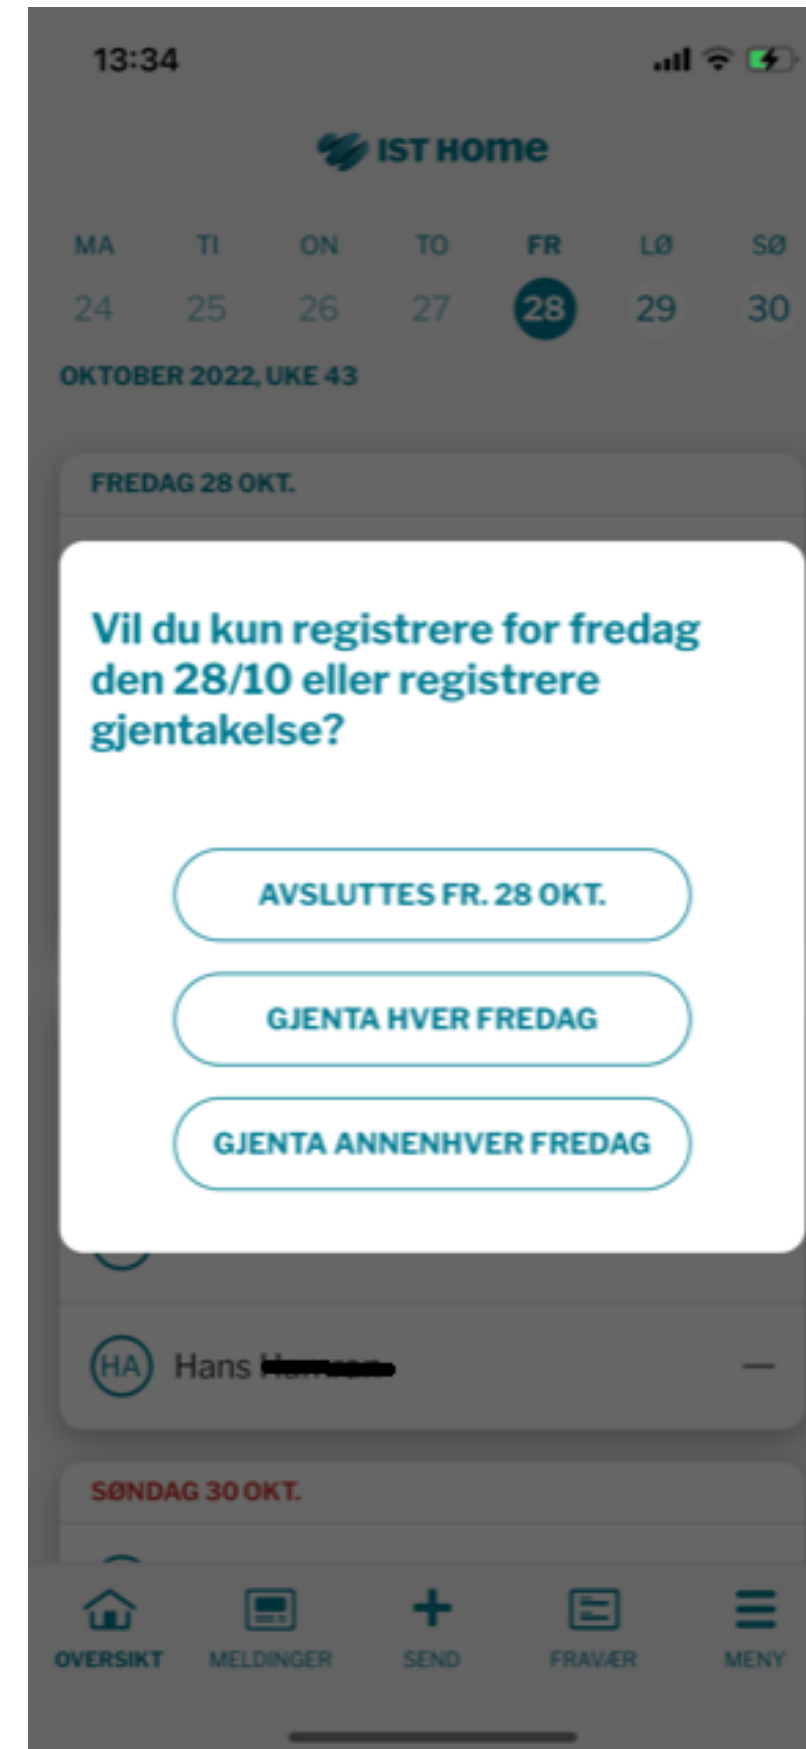 13:34
IST Home
MA TI ON TO FR LØ SØ
24 25 26 27 28 29 30
OKTOBER 2022, UKE 43
FREDAG 28 OKT.
Vil du kun registrere for fredag
den 28/10 eller registrere
gjentakelse?
AVSLUTTES FR. 28 OKT.
GJENTA HVER FREDAG
GJENTA ANNENHVER FREDAG
HA Hans —
SØNDAG 30 OKT.
OVERSIKT MELDINGER SEND FRAVÆR MENY